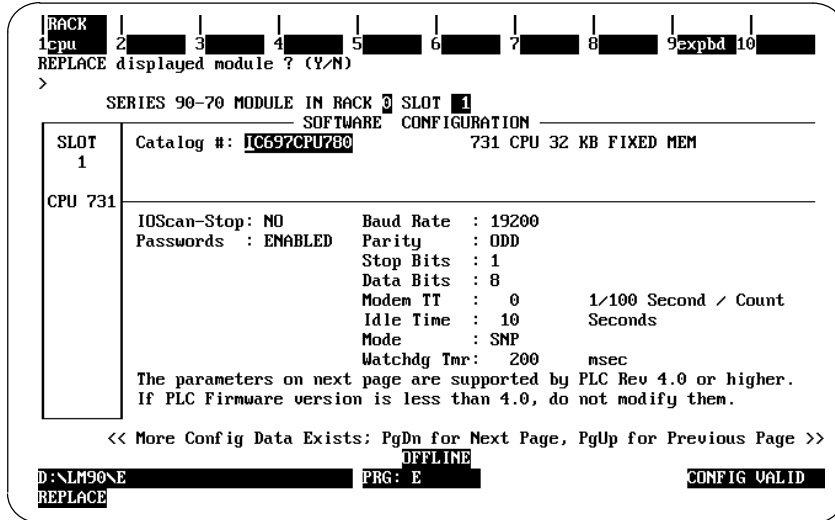 RACK
1cpu 2 3 4 5 6 7 8 9expbd 10
REPLACE displayed module ? (Y/N)
>
SERIES 90-70 MODULE IN RACK 0 SLOT 1
SOFTWARE CONFIGURATION
SLOT Catalog #: IC697CPU780 731 CPU 32 KB FIXED MEM
1
CPU 731
IOScan-Stop: NO Baud Rate : 19200
Passwords : ENABLED Parity : ODD
Stop Bits : 1
Data Bits : 8
Modem TT : 0 1/100 Second / Count
Idle Time : 10 Seconds
Mode : SNP
Watchdg Tmr: 200 msec
The parameters on next page are supported by PLC Rev 4.0 or higher.
If PLC Firmware version is less than 4.0, do not modify them.
<< More Config Data Exists; PgDn for Next Page, PgUp for Previous Page >>
OFFLINE
D:\LM90\E PRG: E CONFIG VALID
REPLACE